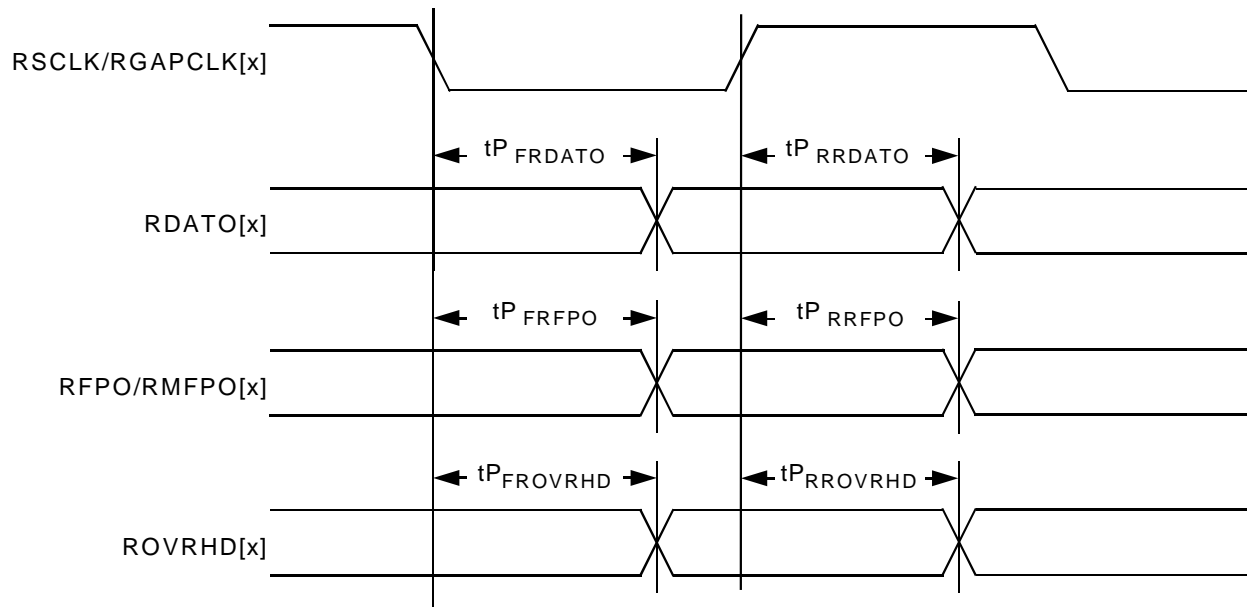 RSCLK/RGAPCLK[x]
tP FRDATO
tP RRDATO
RDATO[x]
tP FRFPO
tP RRFPO
RFPO/RMFPO[x]
tPFROVRHD
tPRROVRHD
ROVRHD[x]